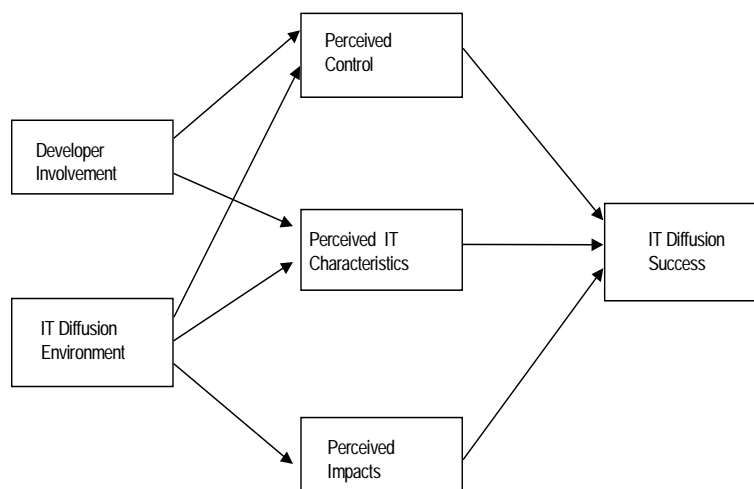 Perceived
Control
Developer
Involvement
Perceived IT
Characteristics
IT Diffusion
Success
IT Diffusion
Environment
Perceived
Impacts